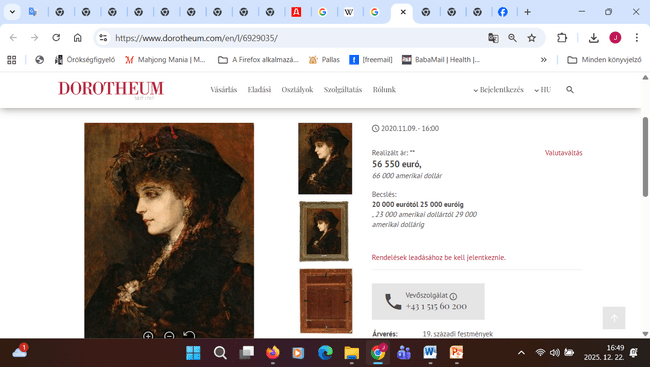 https://www.dorotheum.com/en/l/6929035/
Örökségfigyelő
Mahjong Mania | M...
A Firefox alkalmazá...
Pallas
[freemail]
BabaMail | Health |...
»
Minden könyvjelző
DOROTHEUM
Vásárlás
Eladási
Osztályok
Szolgáltatás
Rólunk
Bejelentkezés
HU
2020.11.09. - 16:00
Realizált ár: **
Valutaváltás
56 550 euró,
66 000 amerikai dollár
Becslés:
20 000 eurótól 25 000 euróig
, 23 000 amerikai dollártól 29 000
amerikai dollárig
Rendelések leadásához be kell jelentkeznie.
Vevőszolgálat
+43 1 515 60 200
Árverés:
19. századi festmények
16:49
2025. 12. 22.